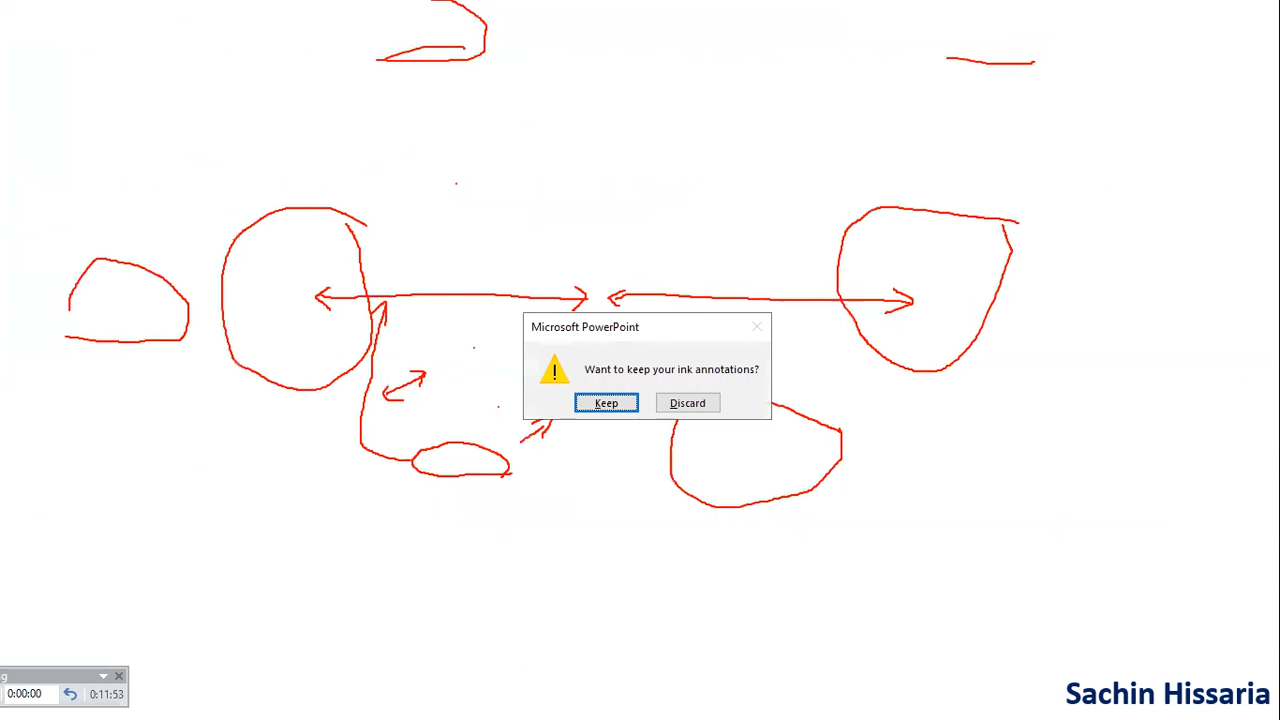 Microsoft PowerPoint
Want to keep your ink annotations?
Keep
Discard
g
0:00:00
0:11:53
Sachin Hissaria